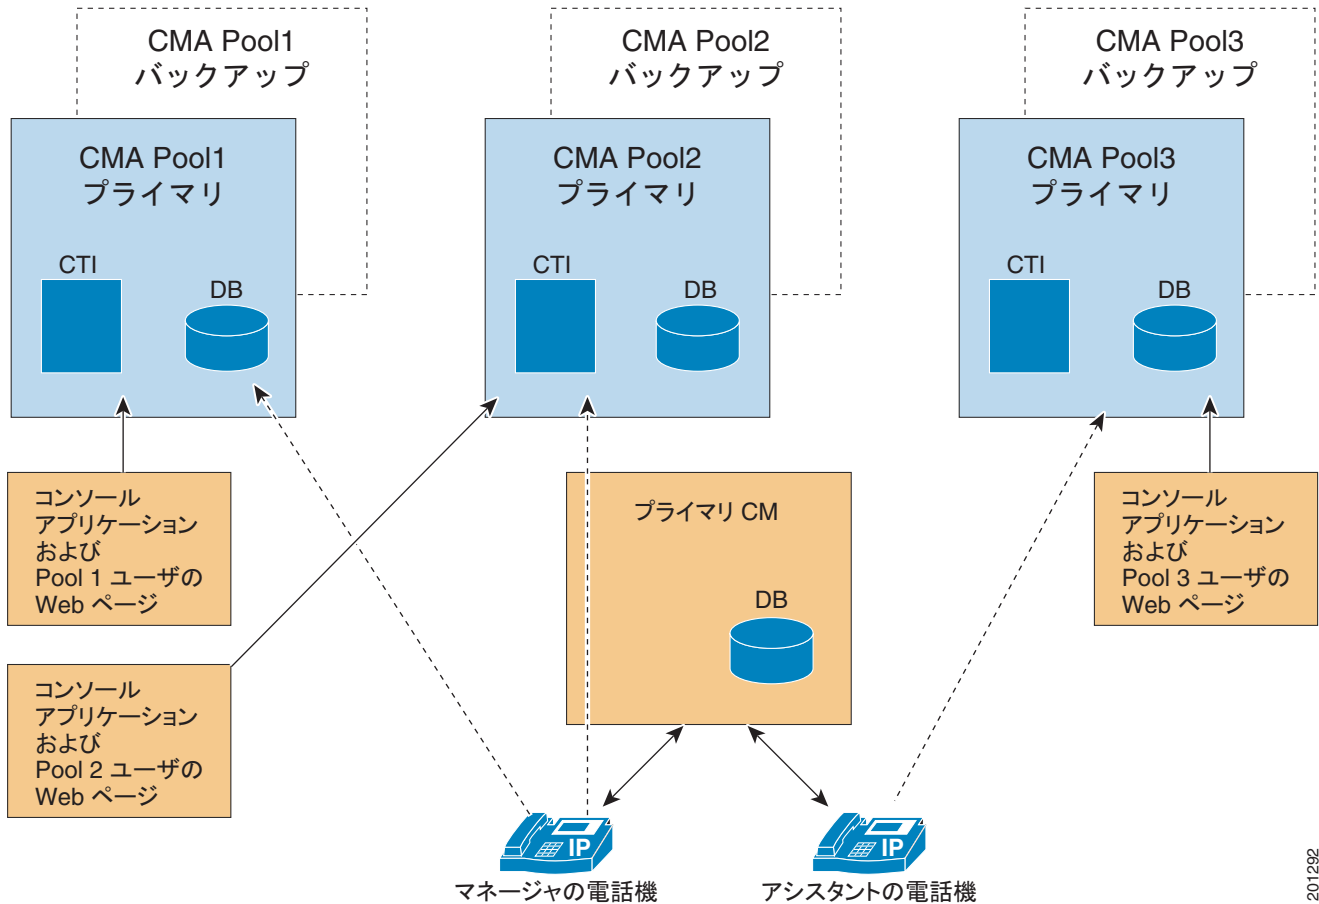 CMA Pool1
バックアップ
CMA Pool2
バックアップ
CMA Pool3
バックアップ
CMA Pool1
プライマリ
CTI
DB
CMA Pool2
プライマリ
CTI
DB
CMA Pool3
プライマリ
CTI
DB
コンソール
アプリケーション
および
Pool 1 ユーザの
Web ページ
プライマリ CM
DB
コンソール
アプリケーション
および
Pool 3 ユーザの
Web ページ
コンソール
アプリケーション
および
Pool 2 ユーザの
Web ページ
IP
マネージャの電話機
IP
アシスタントの電話機
201292